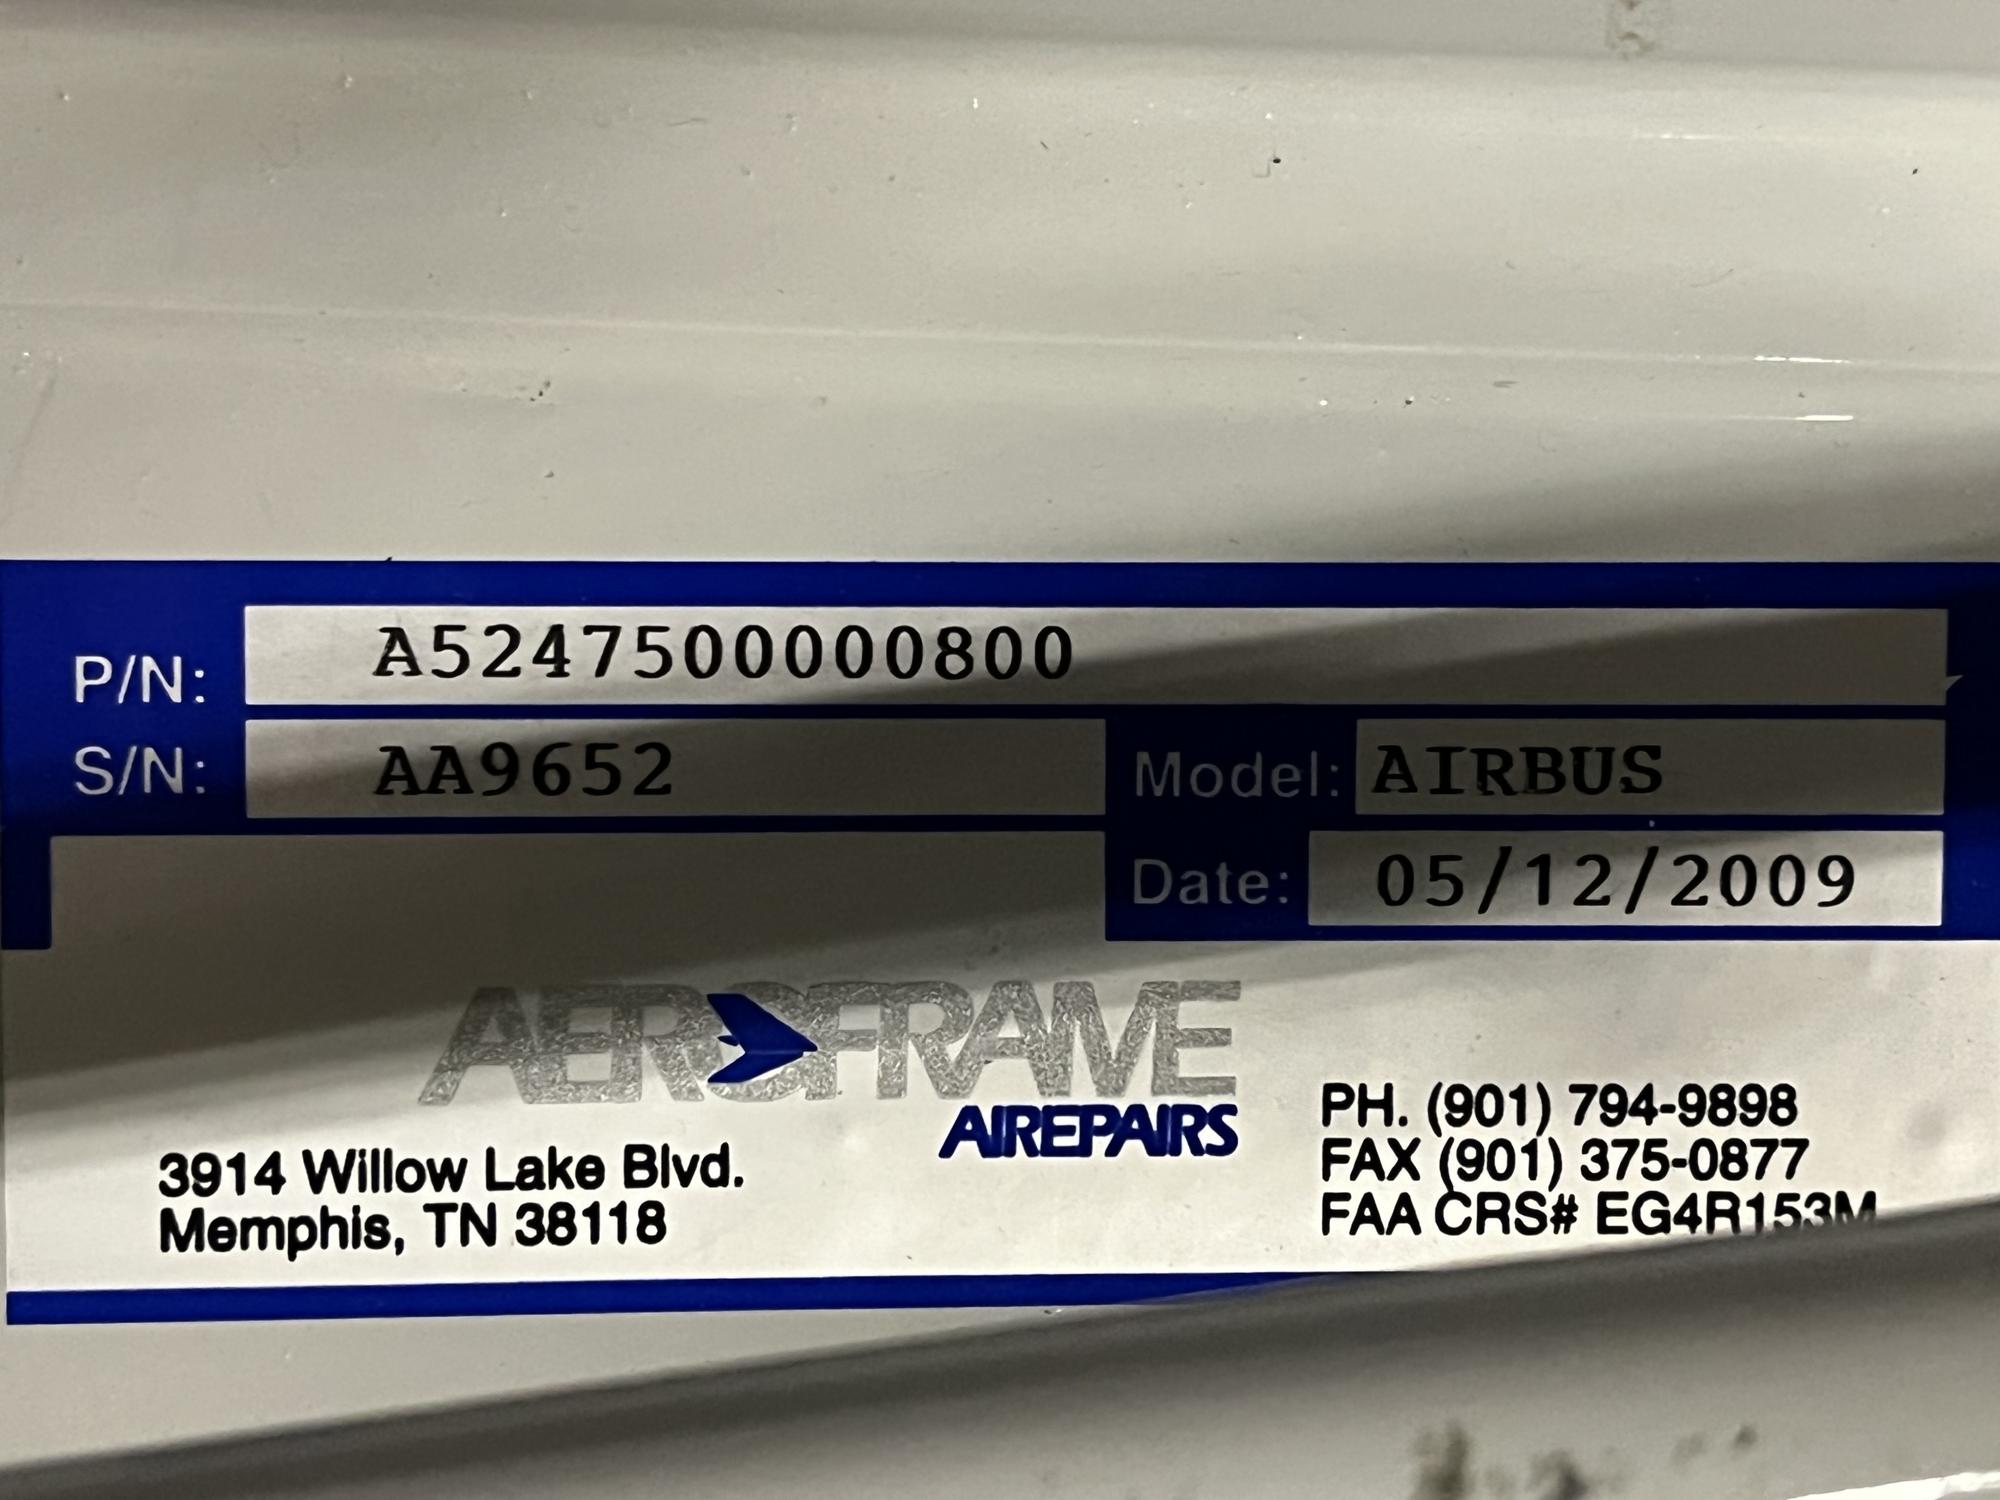 P/N: A5247500000800
S/N: AA9652 Model: AIRBUS
Date: 05/12/2009
AEROFRAME
AIREPAIRS
3914 Willow Lake Blvd.
Memphis, TN 38118
PH. (901) 794-9898
FAX (901) 375-0877
FAA CRS# EG4R153M